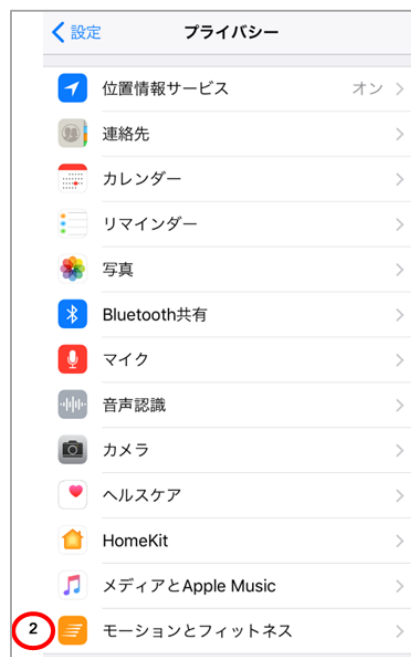 設定 プライバシー
位置情報サービス オン
連絡先
カレンダー
リマインダー
写真
Bluetooth共有
マイク
音声認識
カメラ
ヘルスケア
HomeKit
メディアとApple Music
2 モーションとフィットネス